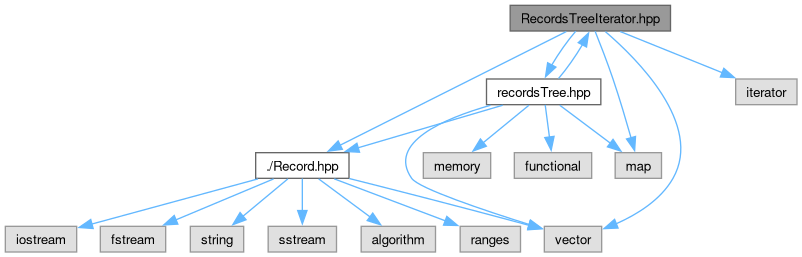 RecordsTreeIterator.hpp
recordsTree.hpp
iterator
./Record.hpp
memory
functional
map
iostream
fstream
string
sstream
algorithm
ranges
vector